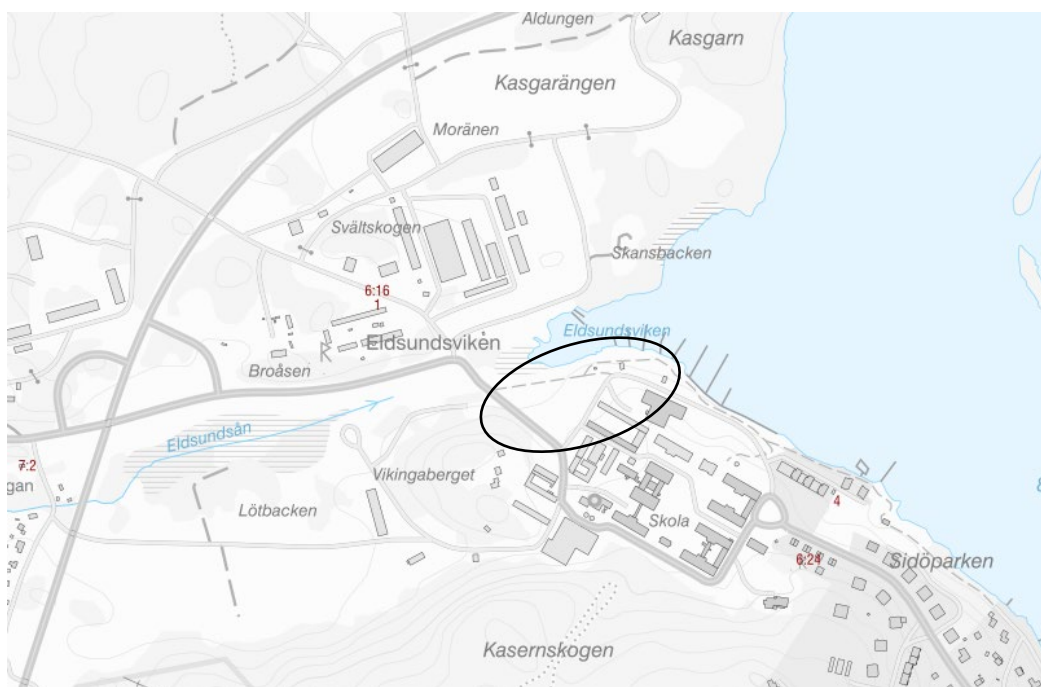 Aldungen
Kasgarn
Kasgarängen
Moränen
Svältskogen
Skansbacken
6:16
1
Eldsundsviken
Eldsundsviken
R
Broåsen
Eldsundsån
7:2
gan
Vikingaberget
Lötbacken
Skola
4
6:24
Sidöparken
Kasernskogen